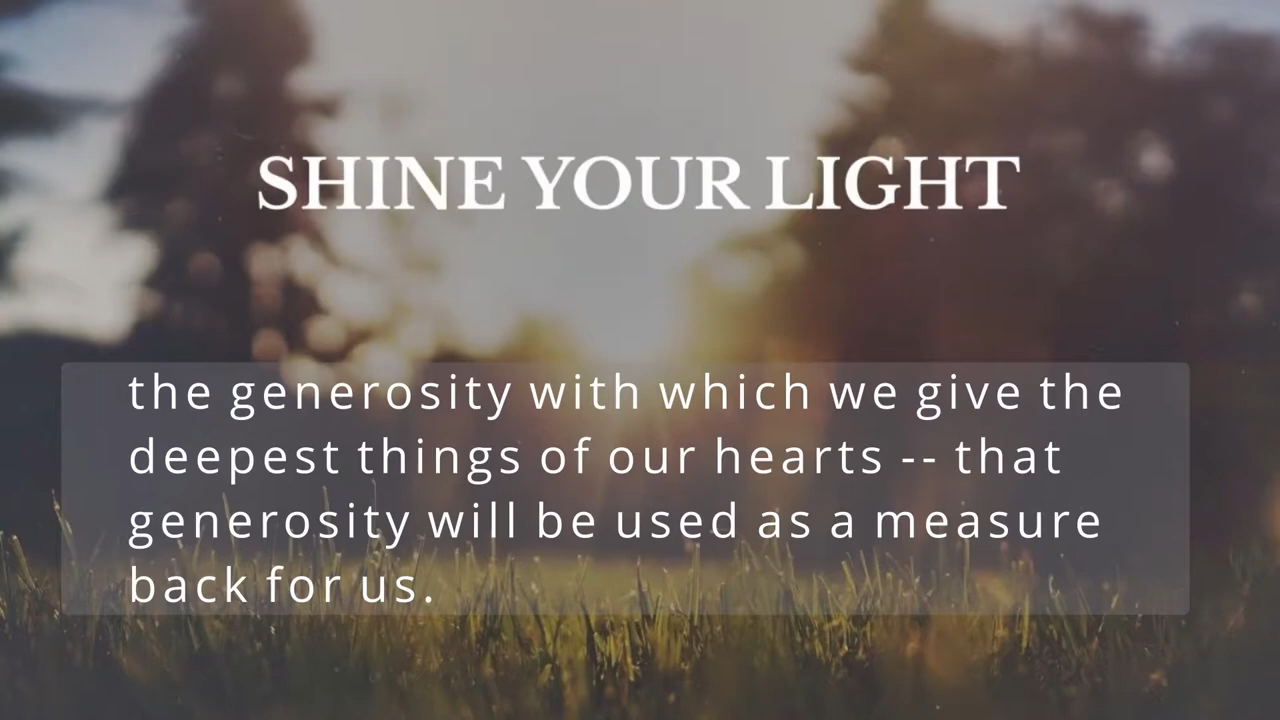 SHINE YOUR LIGHT
the generosity with which we give the
deepest things of our hearts -- that
generosity will be used as a measure
back for us.